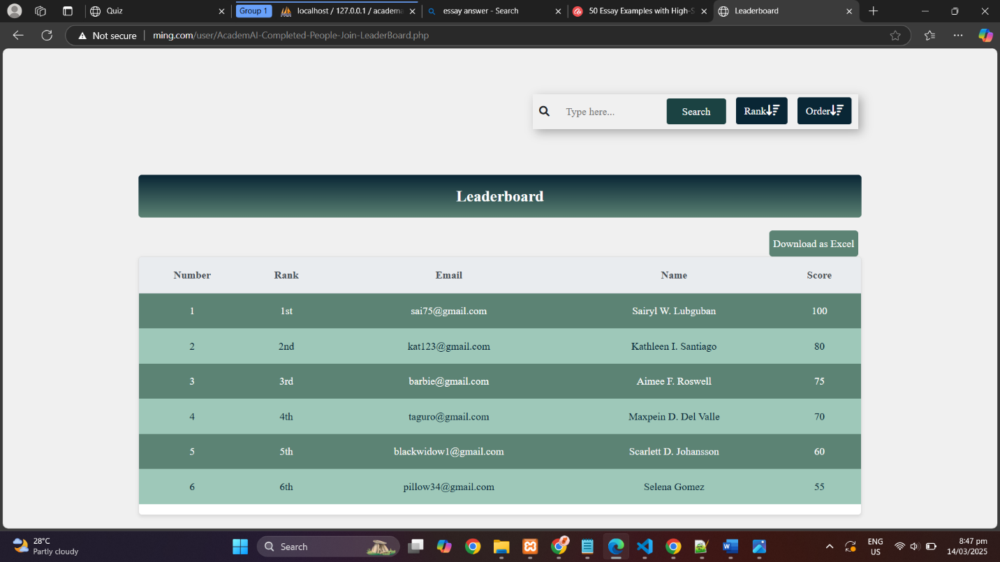 Quiz
Group 1
localhost / 127.0.0.1 / academa
essay answer - Search
50 Essay Examples with High-S
Leaderboard
Not secure
ming.com/user/AcademAI-Completed-People-Join-LeaderBoard.php
Type here...
Search
Rank
Order
Leaderboard
Download as Excel
Number Rank Email Name Score
1 1st sai75@gmail.com Sairyl W. Lubguban 100
2 2nd kat123@gmail.com Kathleen I. Santiago 80
3 3rd barbie@gmail.com Aimee F. Roswell 75
4 4th taguro@gmail.com Maxpein D. Del Valle 70
5 5th blackwidow1@gmail.com Scarlett D. Johansson 60
6 6th pillow34@gmail.com Selena Gomez 55
28°C
Partly cloudy
Search
ENG
US
8:47 pm
14/03/2025